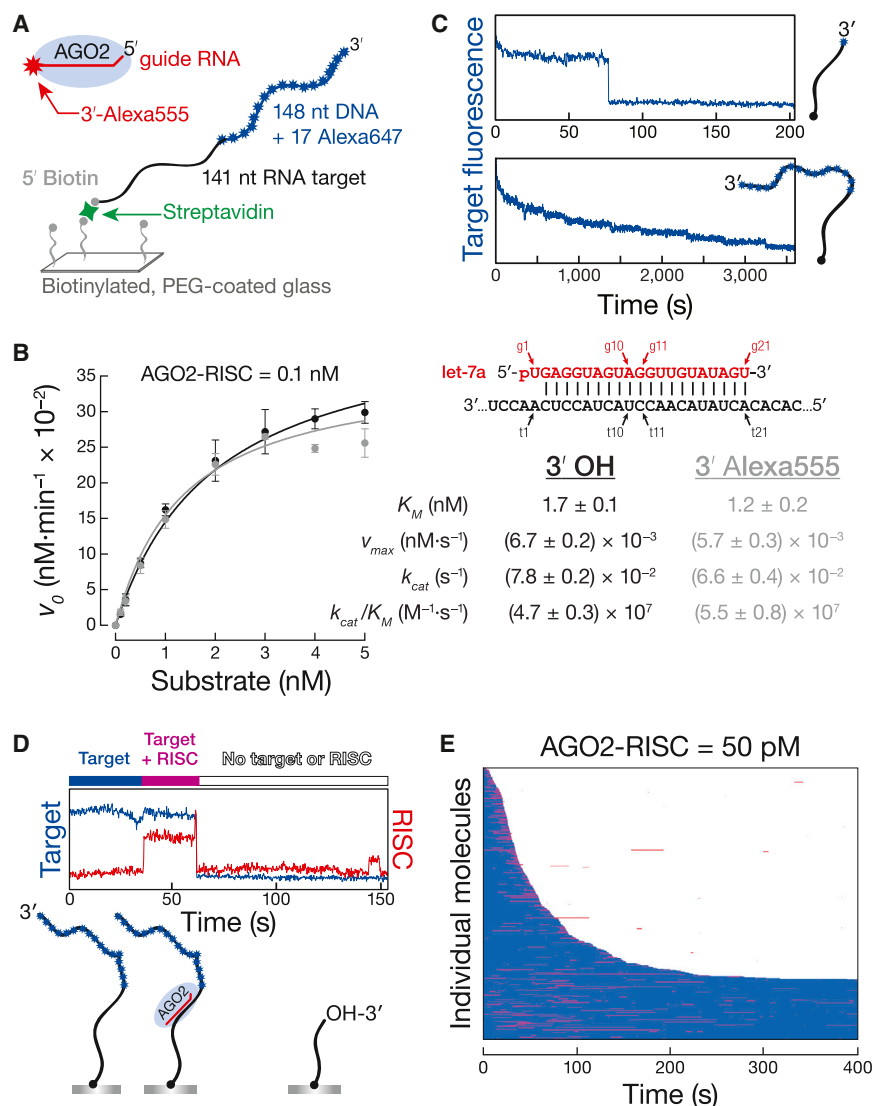 A
AGO2
5′
guide RNA
3′-Alexa555
3′
148 nt DNA
+ 17 Alexa647
5′ Biotin
141 nt RNA target
Streptavidin
Biotinylated, PEG-coated glass
C
Target fluorescence
0 50 100 150 200
3′
3′
0 1,000 2,000 3,000
Time (s)
B
AGO2-RISC = 0.1 nM
v0 (nM·min−1 × 10−2)
35
30
25
20
15
10
5
0
0 1 2 3 4 5
Substrate (nM)
g1 g10 g11 g21
let-7a 5′-pUGAGGUAGUAGGUUGUAUAGU-3′
3′...UCCAACUCCAUCAUCCAACAUAUCACACAC...5′
t1 t10 t11 t21
3′ OH 3′ Alexa555
KM (nM) 1.7 ± 0.1 1.2 ± 0.2
vmax (nM·s−1) (6.7 ± 0.2) × 10−3 (5.7 ± 0.3) × 10−3
kcat (s−1) (7.8 ± 0.2) × 10−2 (6.6 ± 0.4) × 10−2
kcat/KM (M−1·s−1) (4.7 ± 0.3) × 107 (5.5 ± 0.8) × 107
D
Target
Target
+ RISC
No target or RISC
Target
RISC
0 50 100 150
Time (s)
3′
AGO2
OH-3′
E
AGO2-RISC = 50 pM
Individual molecules
0 100 200 300 400
Time (s)